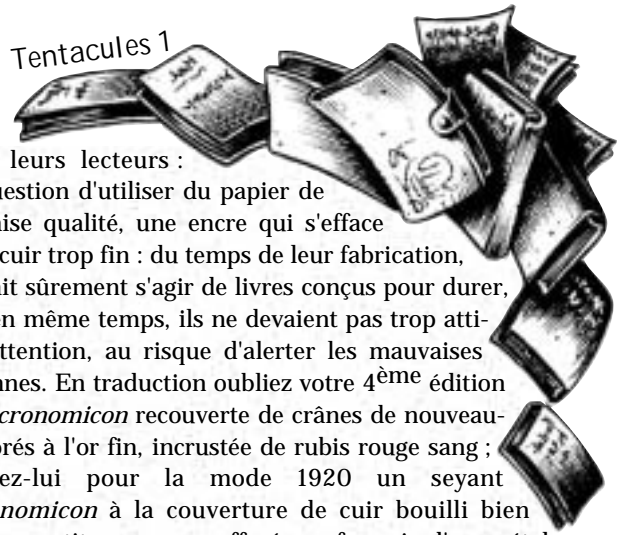 Tentacules 1
leurs lecteurs :
uestion d'utiliser du papier de
aise qualité, une encre qui s'efface
cuir trop fin : du temps de leur fabrication,
ait sûrement s'agir de livres conçus pour durer,
en même temps, ils ne devaient pas trop atti-
ttention, au risque d'alerter les mauvaises
nnes. En traduction oubliez votre 4ème édition
cronomicon recouverte de crânes de nouveau-
orés à l'or fin, incrustée de rubis rouge sang ;
ez-lui pour la mode 1920 un seyant
nomicon à la couverture de cuir bouilli bien